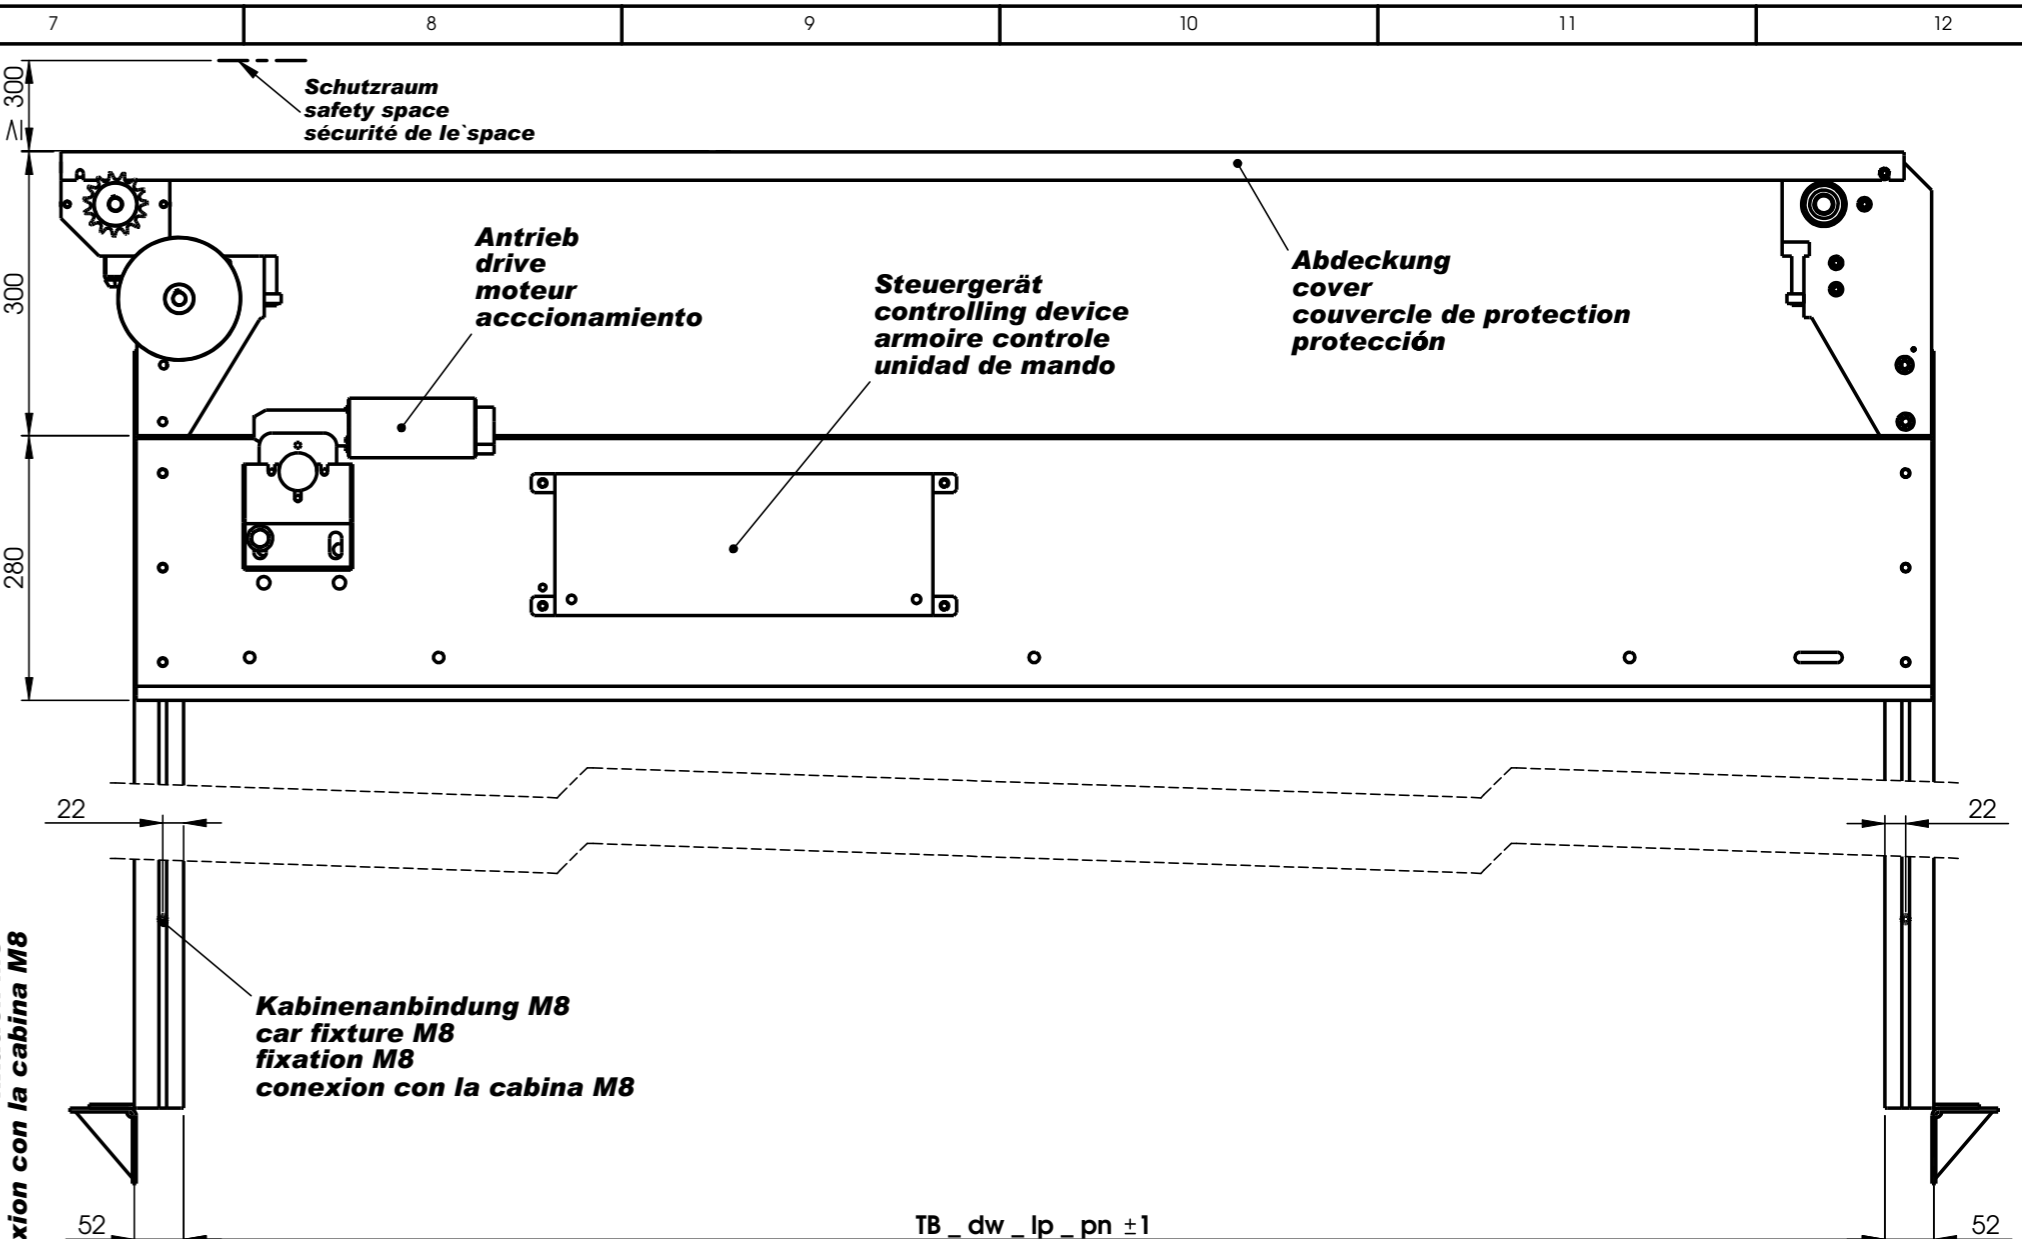 7 8 9 10 11 12
≥ 300
Schutzraum
safety space
sécurité de le`space
300
280
Antrieb
drive
moteur
acccionamiento
Steuergerät
controlling device
armoire controle
unidad de mando
Abdeckung
cover
couvercle de protection
protección
22
22
Kabinenanbindung M8
car fixture M8
fixation M8
conexion con la cabina M8
xion con la cabina M8
52
TB _ dw _ lp _ pn ±1
52